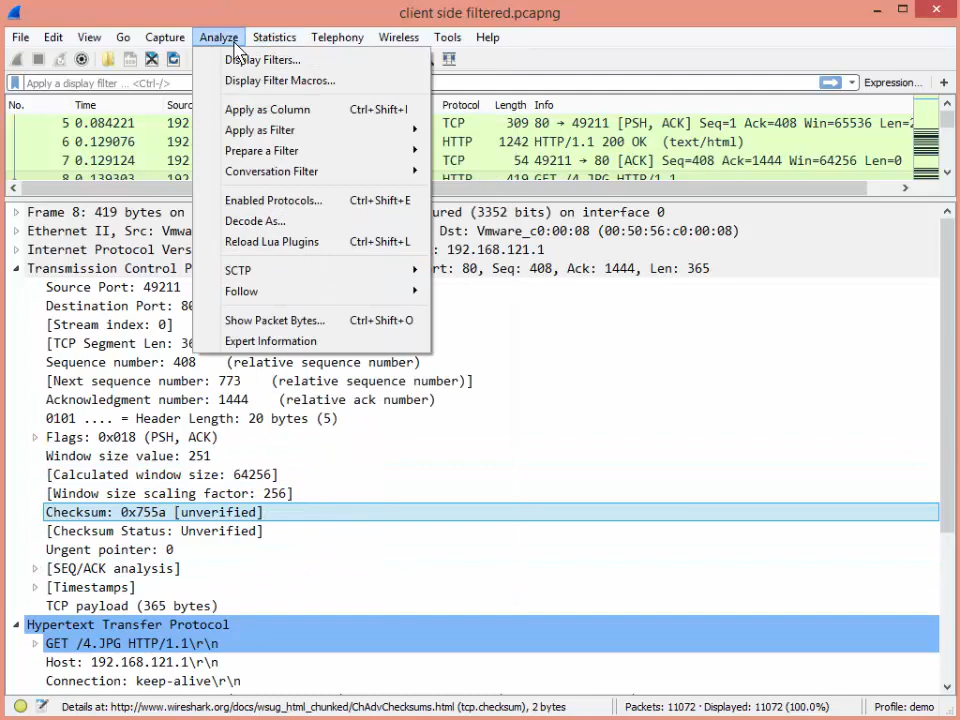 client side filtered.pcapng
File Edit View Go Capture Analyze Statistics Telephony Wireless Tools Help
Apply a display filter ... <Ctrl-/>
Expression...
+
Display Filters...
Display Filter Macros...
Apply as Column Ctrl+Shift+I
Apply as Filter
Prepare a Filter
Conversation Filter
Enabled Protocols... Ctrl+Shift+E
Decode As...
Reload Lua Plugins Ctrl+Shift+L
SCTP
Follow
Show Packet Bytes... Ctrl+Shift+O
Expert Information
No. Time Sourc Protocol Length Info
5 0.084221 192 TCP 309 80 → 49211 [PSH, ACK] Seq=1 Ack=408 Win=65536 Len=2
6 0.129076 192 HTTP 1242 HTTP/1.1 200 OK (text/html)
7 0.129124 192 TCP 54 49211 → 80 [ACK] Seq=408 Ack=1444 Win=64256 Len=0
8 0.139303 192 HTTP 419 GET /4.JPG HTTP/1.1
Frame 8: 419 bytes on ured (3352 bits) on interface 0
Ethernet II, Src: Vmwa Dst: Vmware_c0:00:08 (00:50:56:c0:00:08)
Internet Protocol Vers 192.168.121.1
Transmission Control P rt: 80, Seq: 408, Ack: 1444, Len: 365
Source Port: 49211
Destination Port: 80
[Stream index: 0]
[TCP Segment Len: 36
Sequence number: 408 (relative sequence number)
[Next sequence number: 773 (relative sequence number)]
Acknowledgment number: 1444 (relative ack number)
0101 .... = Header Length: 20 bytes (5)
Flags: 0x018 (PSH, ACK)
Window size value: 251
[Calculated window size: 64256]
[Window size scaling factor: 256]
Checksum: 0x755a [unverified]
[Checksum Status: Unverified]
Urgent pointer: 0
[SEQ/ACK analysis]
[Timestamps]
TCP payload (365 bytes)
Hypertext Transfer Protocol
GET /4.JPG HTTP/1.1\r\n
Host: 192.168.121.1\r\n
Connection: keep-alive\r\n
Details at: http://www.wireshark.org/docs/wsug_html_chunked/ChAdvChecksums.html (tcp.checksum), 2 bytes
Packets: 11072 · Displayed: 11072 (100.0%)
Profile: demo